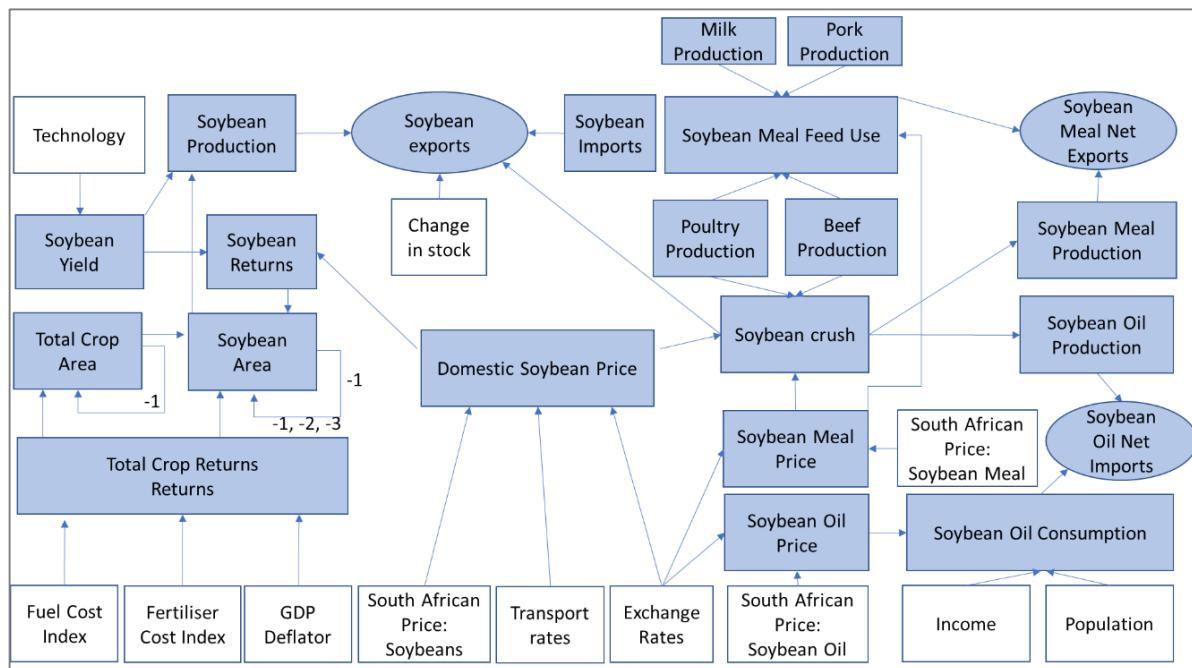 Milk
Production
Pork
Production
Technology
Soybean
Production
Soybean
exports
Soybean
Imports
Soybean Meal Feed Use
Soybean
Meal Net
Exports
Soybean
Yield
Soybean
Returns
Change
in stock
Poultry
Production
Beef
Production
Soybean Meal
Production
Total Crop
Area
Soybean
Area
Domestic Soybean Price
Soybean crush
Soybean Oil
Production
-1
-1
-1, -2, -3
Soybean Meal
Price
South African
Price:
Soybean Meal
Soybean
Oil Net
Imports
Total Crop Returns
Returns
Soybean Oil
Price
Soybean Oil Consumption
Fuel Cost
Index
Fertiliser
Cost Index
GDP
Deflator
South African
Price:
Soybeans
Transport
rates
Exchange
Rates
South African
Price:
Soybean Oil
Income
Population